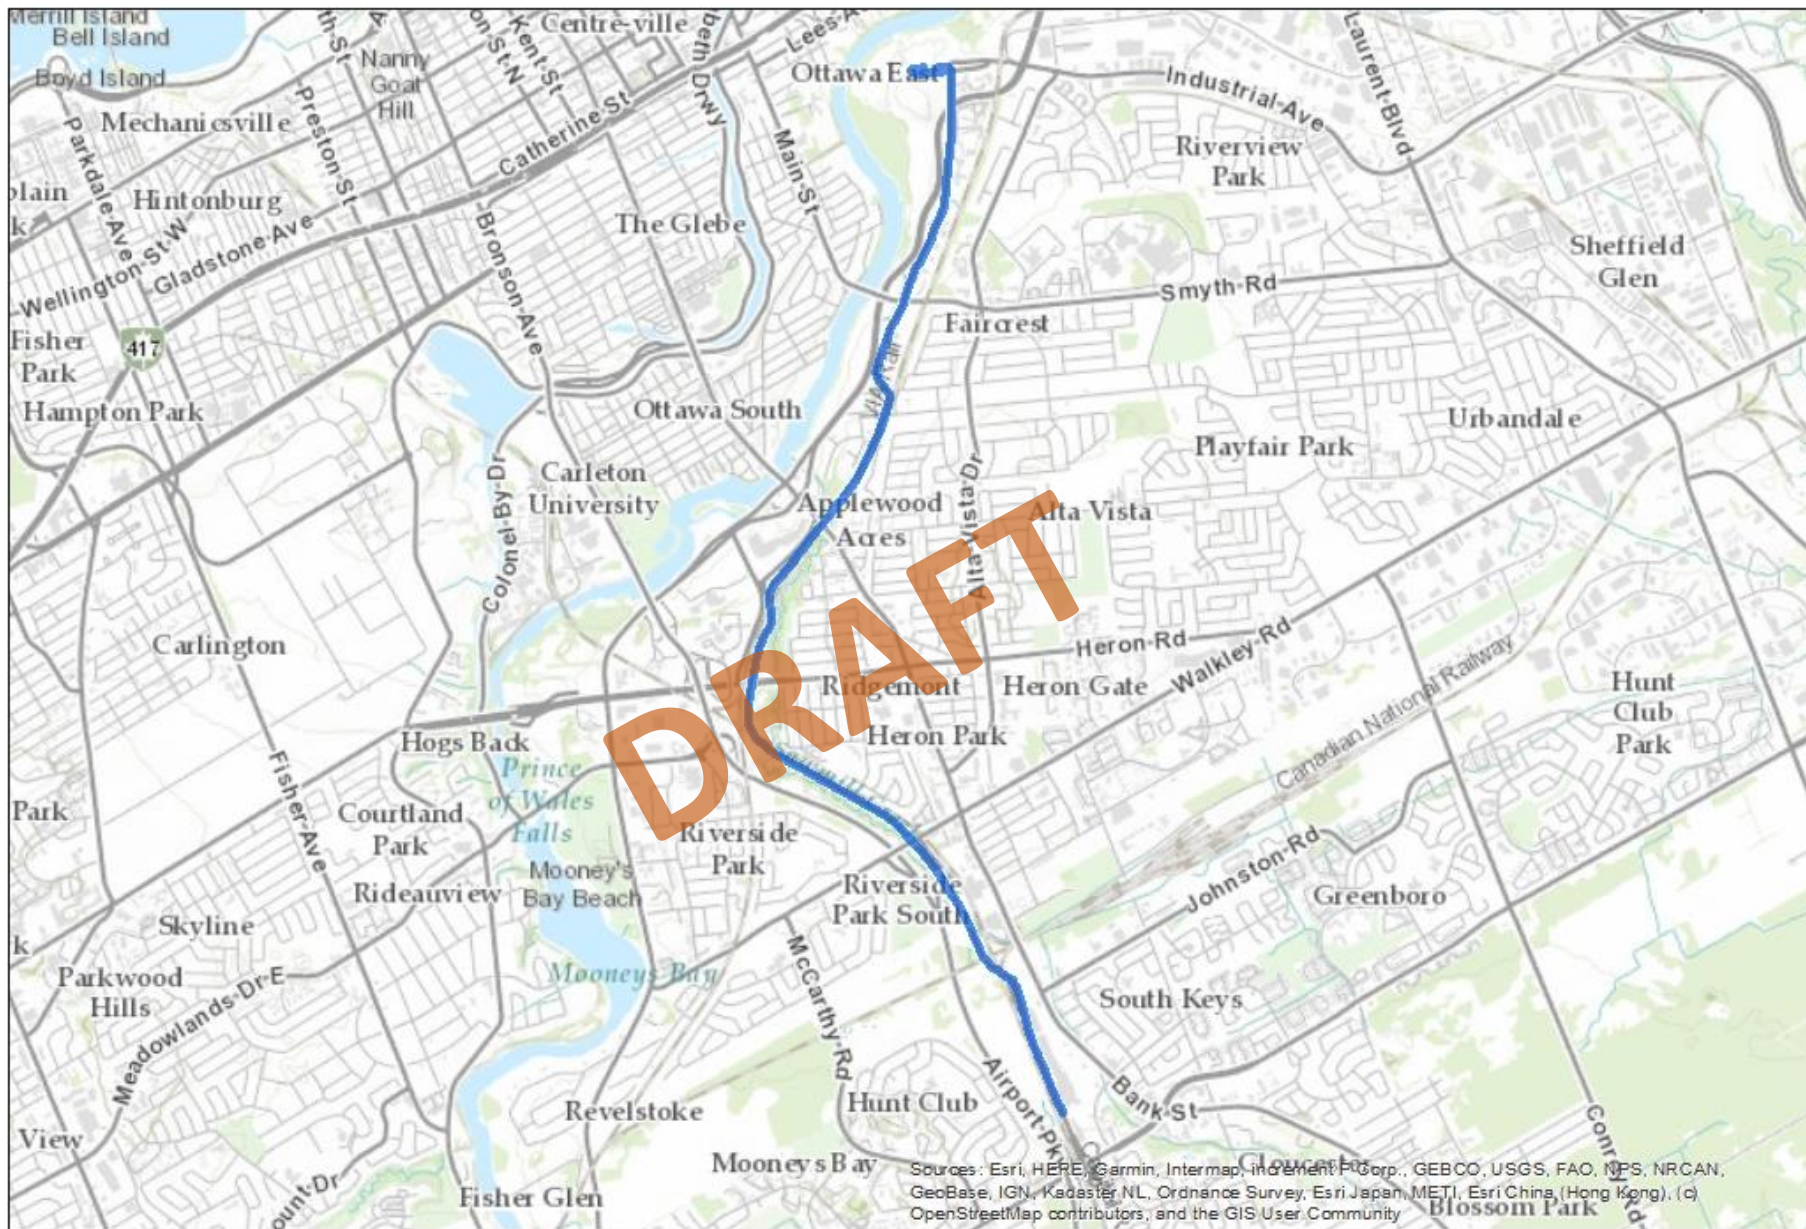 Merrill Island
Bell Island
Boyd Island
Nanny
Goat
Hill
Kent-St
Centre-ville
Lees-A
Ottawa East
Industrial-Ave
Laurent-Blvd
Mechanicsville
Preston-St
Catherine St
Main-St
Riverview
Park
Parkdale-Ave
Hintonburg
Bronson-Ave
The Glebe
Sheffield
Glen
Wellington-St-W
Gladstone-Ave
Smyth-Rd
Faircrest
Fisher
Park
417
Hampton Park
Ottawa South
Urbandale
Playfair Park
Colonel-By-Dr
Carleton
University
Applewood
Acres
Alta-Vista-Dr
Alta Vista
DRAFT
Carlington
Heron-Rd
Walkley-Rd
Ridgemont
Heron Gate
Canadian National Railway
Hunt
Club
Park
Hogs Back
Heron Park
Prince
of Wales
Falls
Fisher-Ave
Park
Courtland
Park
Riverside
Park
Johnston-Rd
Rideauview
Mooney's
Bay Beach
Riverside
Park South
Greenboro
Skyline
Parkwood
Hills
Meadowlands-Dr-E
Mooneys Bay
McCarthy-Rd
South Keys
Airport-Pk
Bank-St
Conroy-Rd
Revelstoke
Hunt Club
View
Mooneys Bay
Gloucester
Fisher Glen
Blossom Park
Sources: Esri, HERE, Garmin, Intermap, increment P Corp., GEBCO, USGS, FAO, NPS, NRCAN,
GeoBase, IGN, Kadaster NL, Ordnance Survey, Esri Japan, METI, Esri China (Hong Kong), (c)
OpenStreetMap contributors, and the GIS User Community